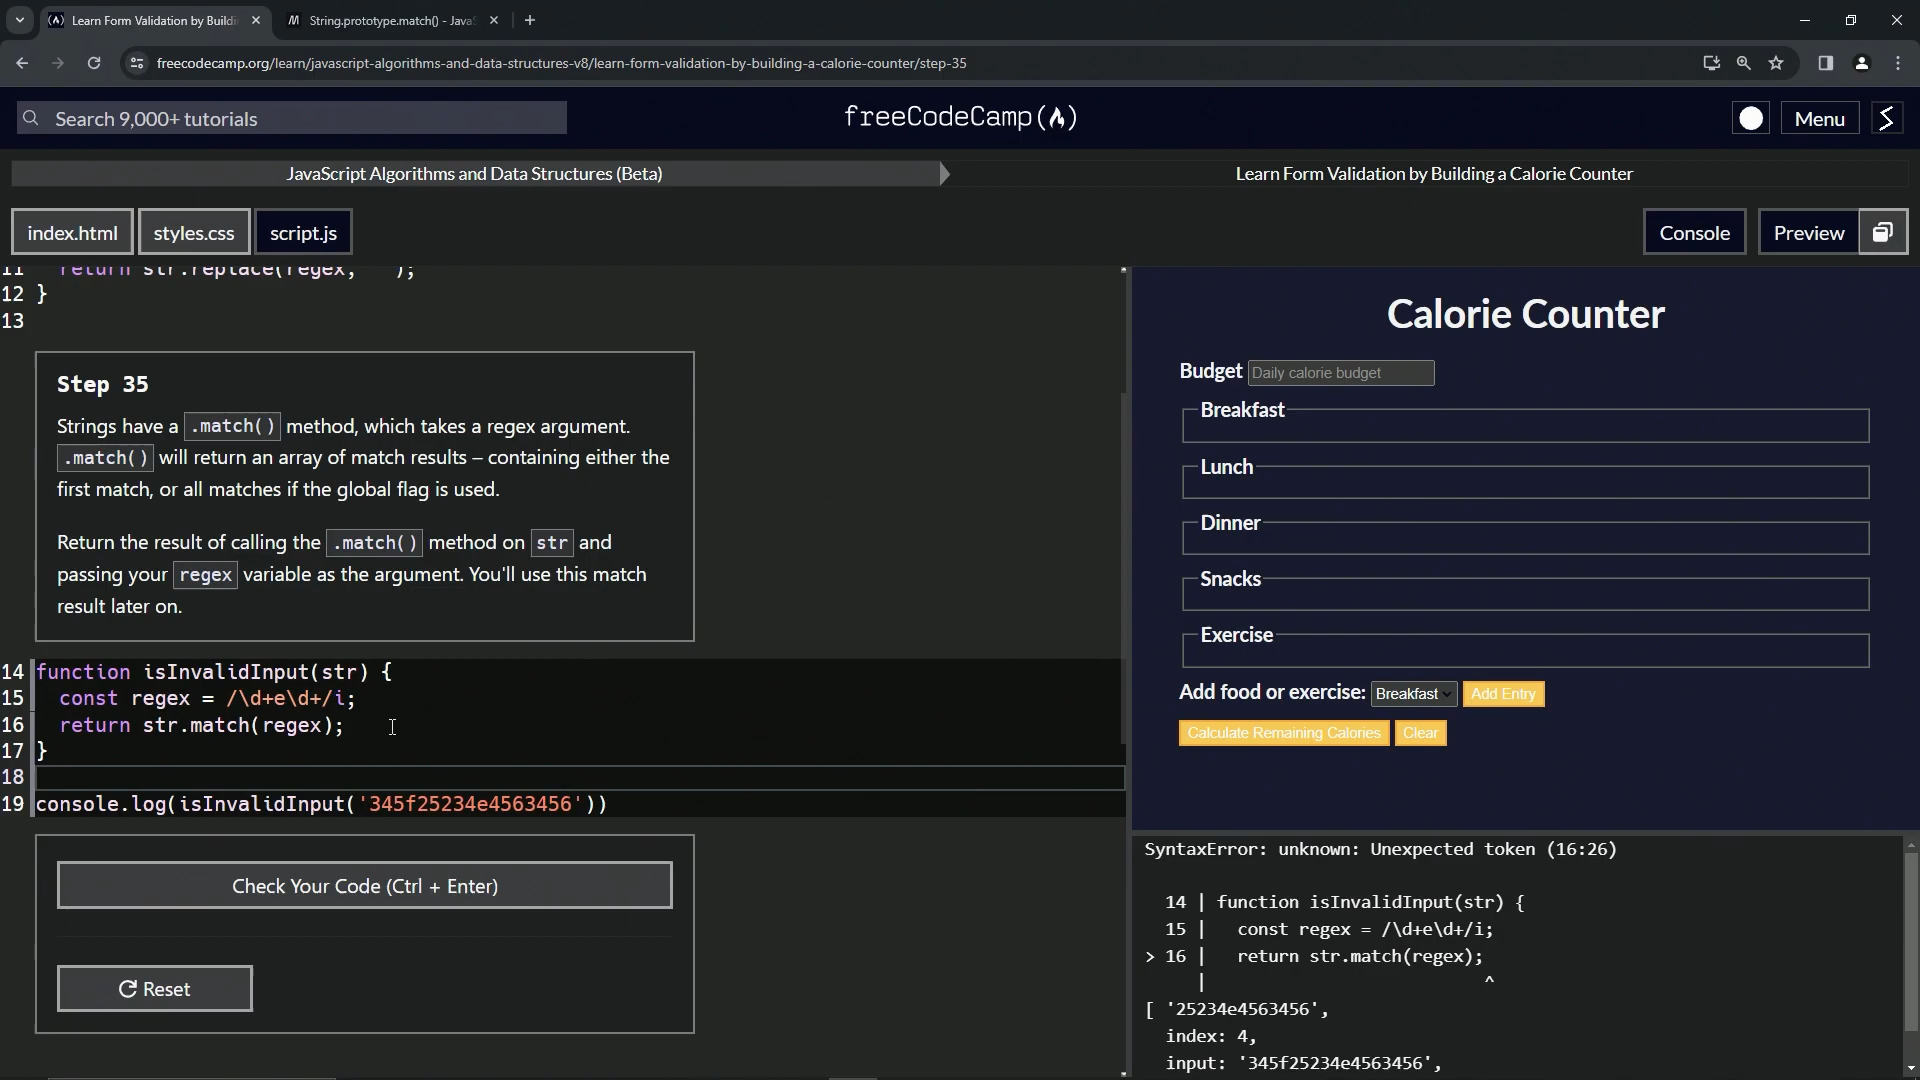 Learn Form Validation by Buildi
String.prototype.match() - Java
freecodecamp.org/learn/javascript-algorithms-and-data-structures-v8/learn-form-validation-by-building-a-calorie-counter/step-35
Search 9,000+ tutorials
freeCodeCamp
Menu
JavaScript Algorithms and Data Structures (Beta)
Learn Form Validation by Building a Calorie Counter
index.html
styles.css
script.js
Console
Preview
11 return str.replace(regex, );
12 }
13
Step 35
Strings have a .match() method, which takes a regex argument.
.match() will return an array of match results – containing either the
first match, or all matches if the global flag is used.
Return the result of calling the .match() method on str and
passing your regex variable as the argument. You'll use this match
result later on.
14 function isInvalidInput(str) {
15 const regex = /\d+e\d+/i;
16 return str.match(regex);
17 }
18
19 console.log(isInvalidInput('345f25234e4563456'))
Check Your Code (Ctrl + Enter)
Reset
Calorie Counter
Budget Daily calorie budget
Breakfast
Lunch
Dinner
Snacks
Exercise
Add food or exercise: Breakfast Add Entry
Calculate Remaining Calories Clear
SyntaxError: unknown: Unexpected token (16:26)
14 | function isInvalidInput(str) {
15 | const regex = /\d+e\d+/i;
> 16 | return str.match(regex);
| ^
[ '25234e4563456',
index: 4,
input: '345f25234e4563456',